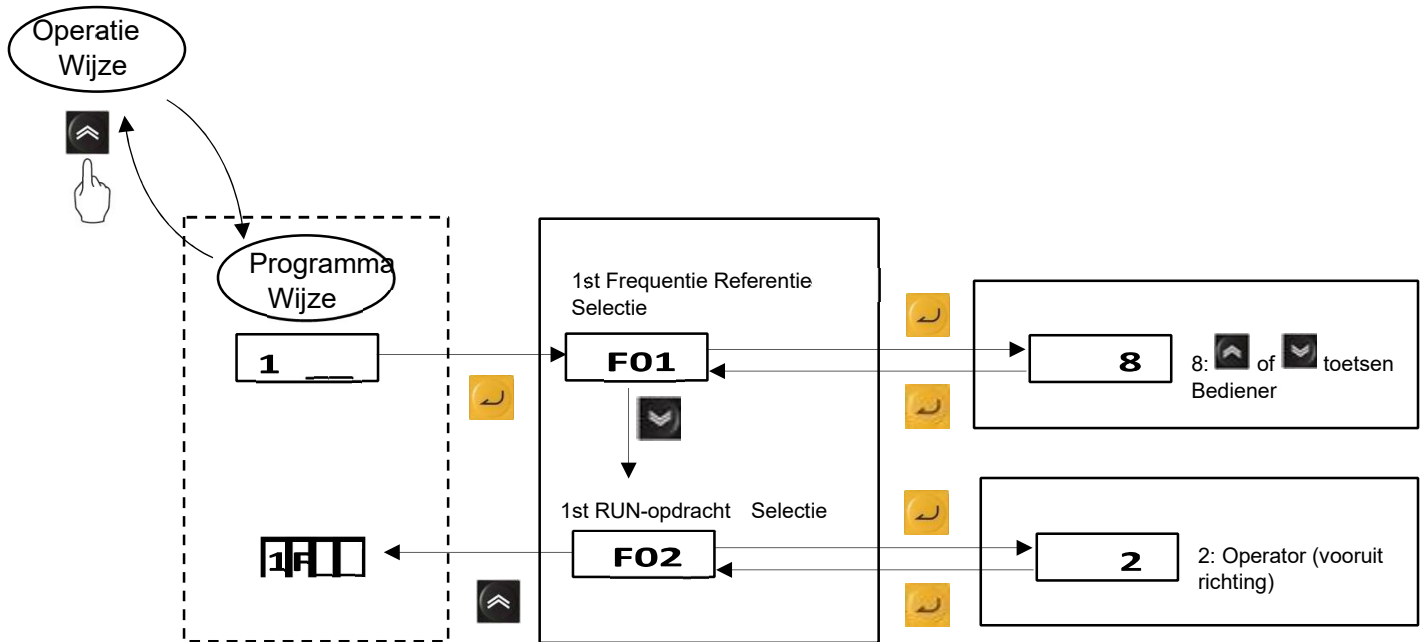 Operatie
Wijze
Programma
Wijze
1 __
1st Frequentie Referentie
Selectie
F01
8
8: of toetsen
Bediener
1st RUN-opdracht Selectie
F02
2
2: Operator (vooruit
richting)